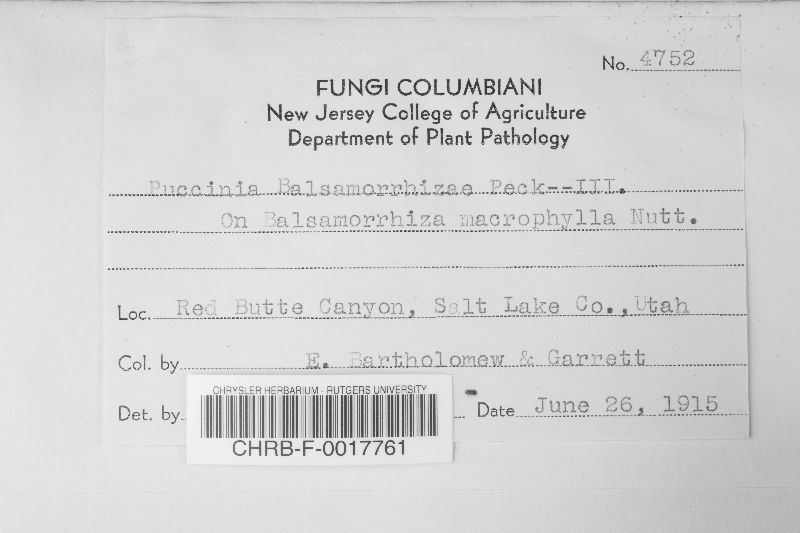 No. 4752
FUNGI COLUMBIANI
New Jersey College of Agriculture
Department of Plant Pathology
Puccinia Balsamorrhizae Peck--III.
On Balsamorrhiza macrophylla Nutt.
Loc. Red Butte Canyon, Salt Lake Co., Utah
Col. by E. Bartholomew & Garrett
Det. by Date June 26, 1915
CHRYSLER HERBARIUM - RUTGERS UNIVERSITY
CHRB-F-0017761